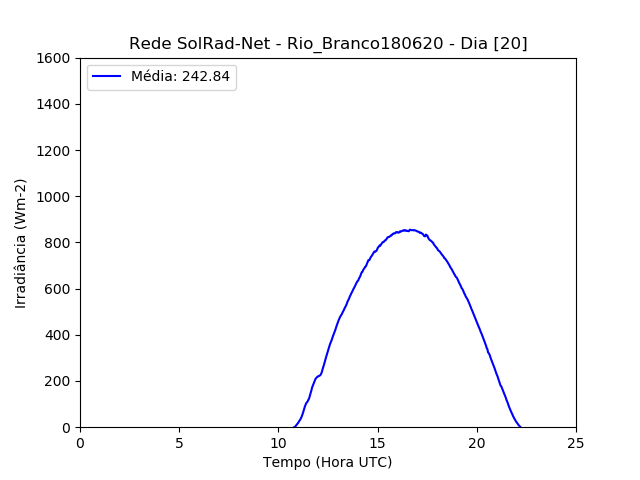 Rede SolRad-Net - Rio_Branco180620 - Dia [20]
Média: 242.84
1600
1400
1200
1000
800
600
400
200
0
Irradiância (Wm-2)
0 5 10 15 20 25
Tempo (Hora UTC)